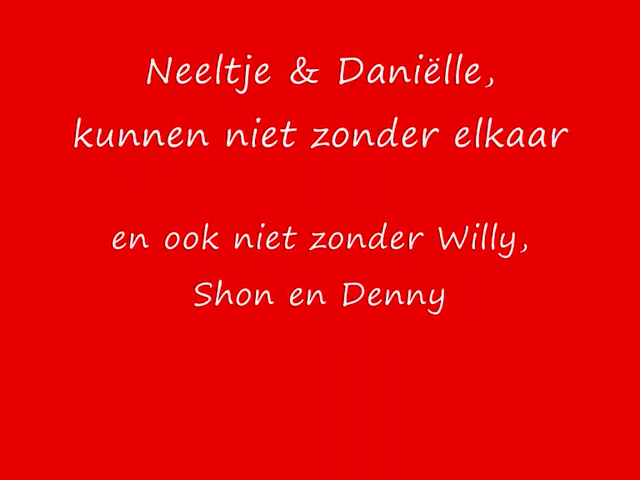 Neeltje & Daniëlle,
kunnen niet zonder elkaar
en ook niet zonder Willy,
Shon en Denny